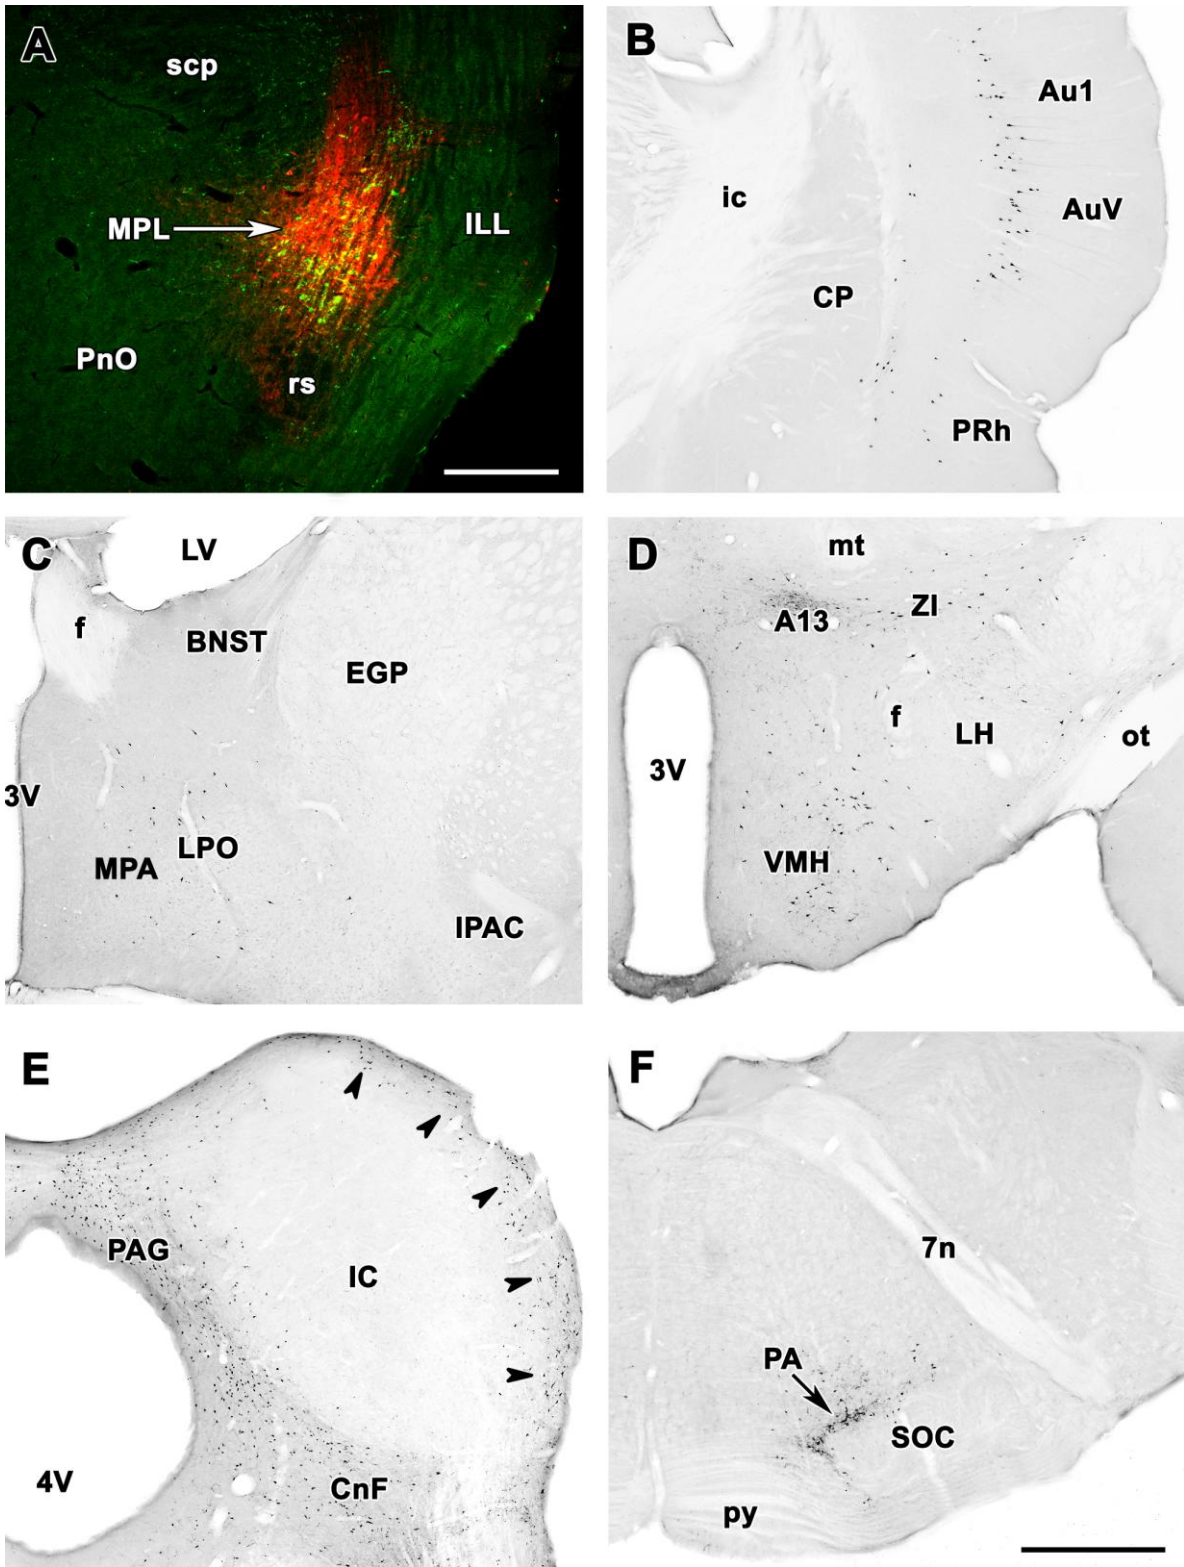 A
scp
MPL
ILL
PnO
rs
B
Au1
ic
AuV
CP
PRh
C
LV
f
BNST
EGP
3V
LPO
MPA
IPAC
D
mt
ZI
A13
f
LH
ot
3V
VMH
E
PAG
IC
CnF
4V
F
7n
PA
SOC
py